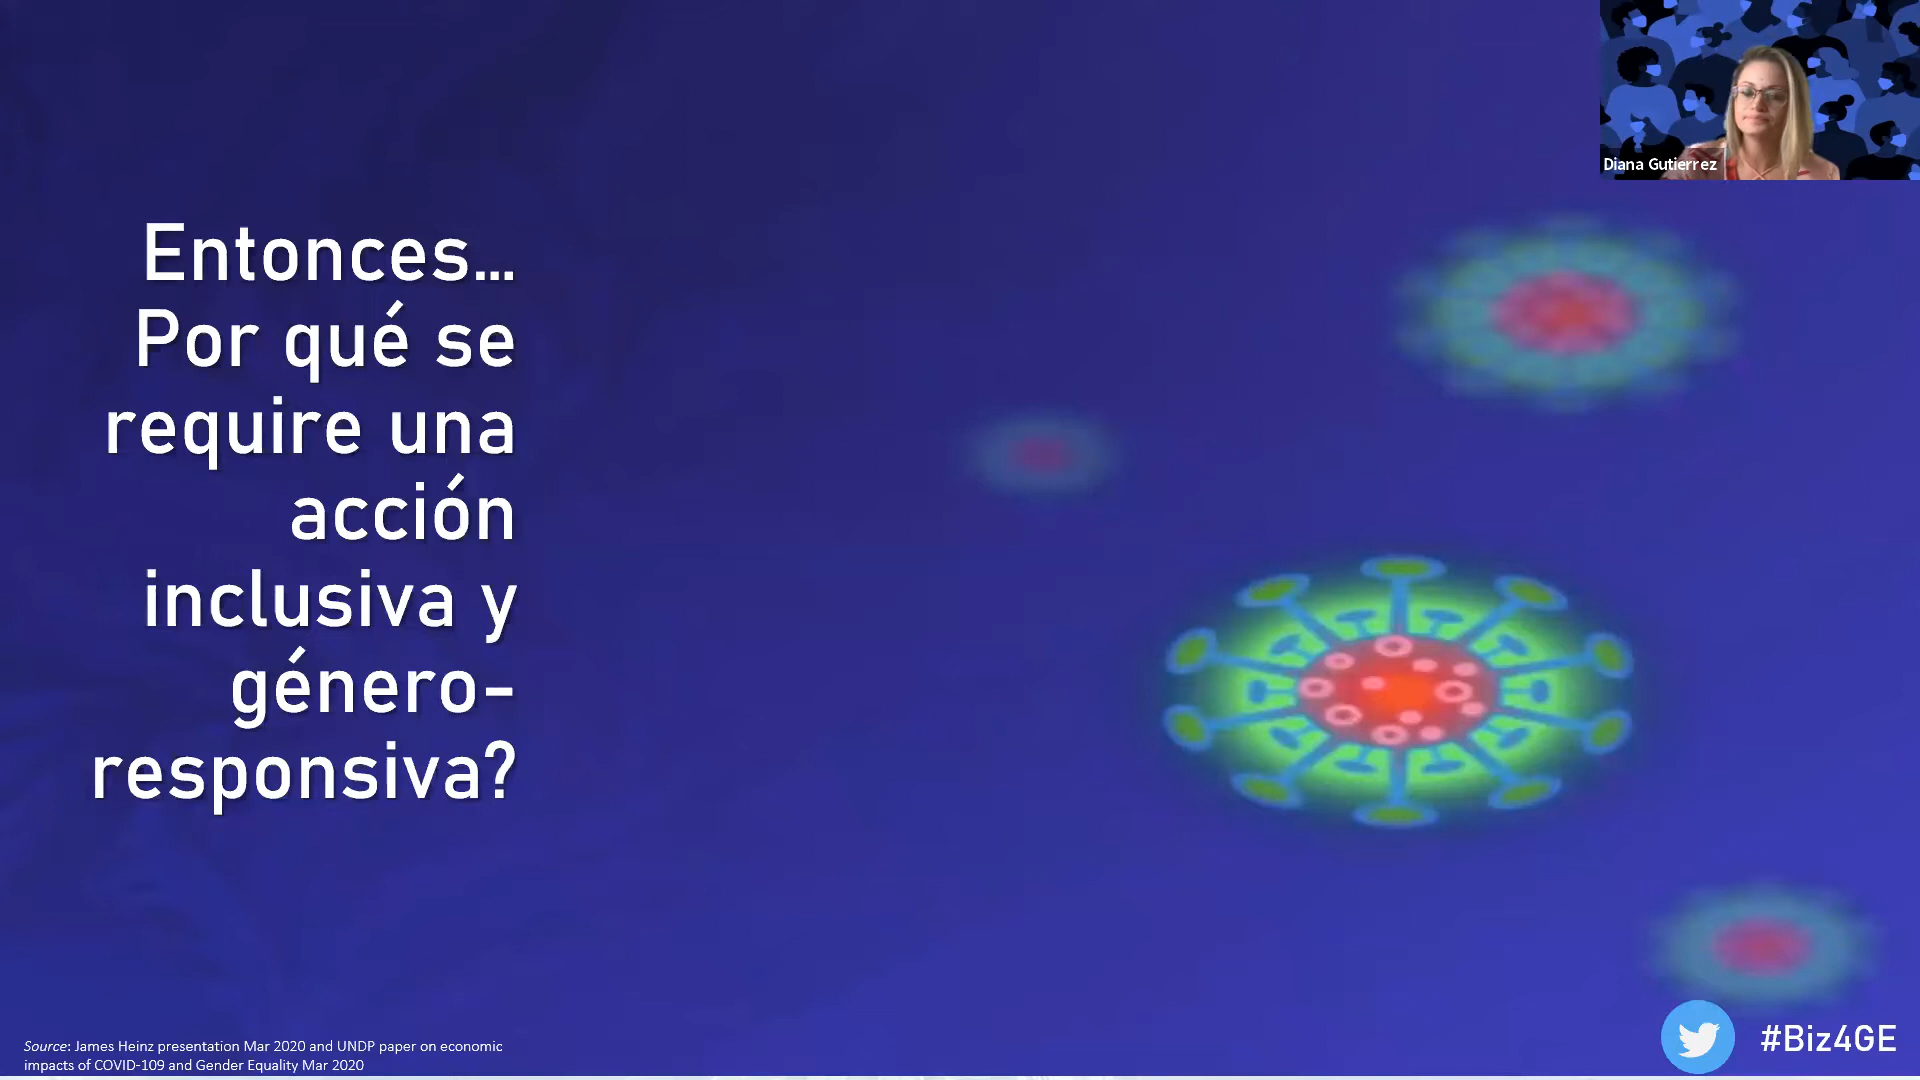 Diana Gutierrez
Entonces...
Por qué se
require una
acción
inclusiva y
género-
responsiva?
Source: James Heinz presentation Mar 2020 and UNDP paper on economic
impacts of COVID-109 and Gender Equality Mar 2020
#Biz4GE